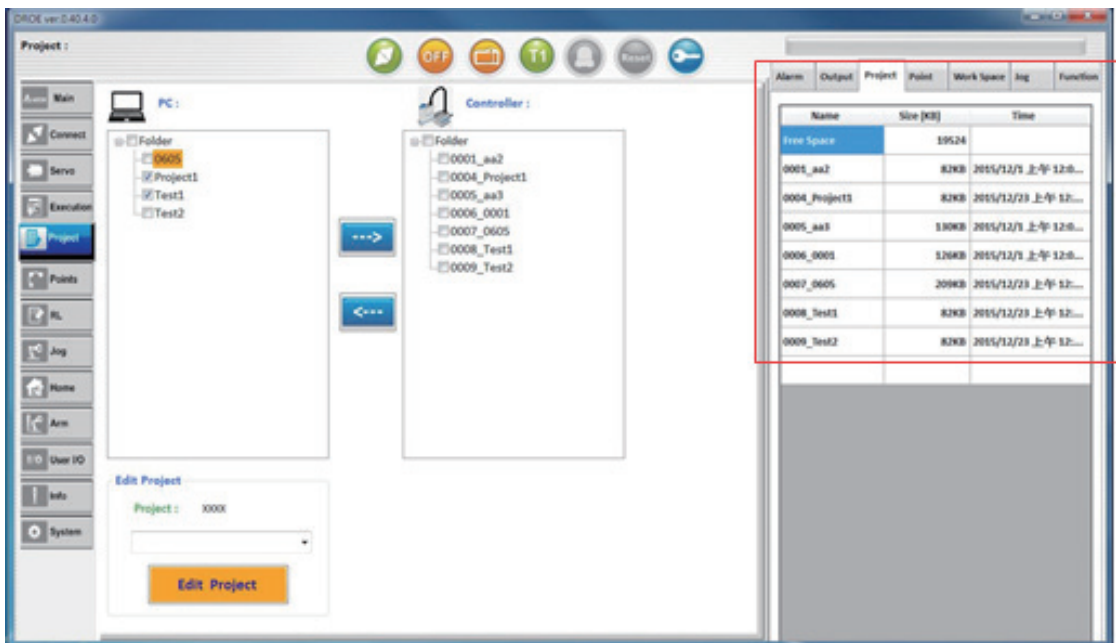 DROE ver.0.40.4.0
Project :
OFF
T1
Reset
Main
Connect
Servo
Execution
Project
Points
RL
Jog
Home
Arm
I/O User I/O
Info
System
PC :
Folder
0605
Project1
Test1
Test2
--->
<---
Controller :
Folder
0001_aa2
0004_Project1
0005_aa3
0006_0001
0007_0605
0008_Test1
0009_Test2
Edit Project
Project : XXXX
Edit Project
Alarm Output Project Point Work Space Jog Function
Name Size [KB] Time
Free Space 19524
0001_aa2 82KB 2015/12/1 上午 12:0...
0004_Project1 82KB 2015/12/23 上午 12:...
0005_aa3 130KB 2015/12/1 上午 12:0...
0006_0001 126KB 2015/12/1 上午 12:0...
0007_0605 209KB 2015/12/23 上午 12:...
0008_Test1 82KB 2015/12/23 上午 12:...
0009_Test2 82KB 2015/12/23 上午 12:...